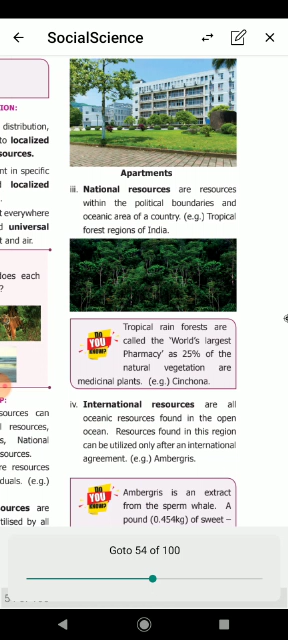 SocialScience
ION:
distribution,
to localized
sources.
nt in specific
d localized
.
t everywhere
d universal
t and air.
does each
?
P:
sources can
l resources,
s, National
sources.
re resources
duals. (e.g.)
ources are
tilised by all
Apartments
iii. National resources are resources
within the political boundaries and
oceanic area of a country. (e.g.) Tropical
forest regions of India.
DO
YOU
KNOW?
Tropical rain forests are
called the ‘World's largest
Pharmacy’ as 25% of the
natural vegetation are
medicinal plants. (e.g.) Cinchona.
iv. International resources are all
oceanic resources found in the open
ocean. Resources found in this region
can be utilized only after an international
agreement. (e.g.) Ambergris.
DO
YOU
KNOW?
Ambergris is an extract
from the sperm whale. A
pound (0.454kg) of sweet –
Goto 54 of 100